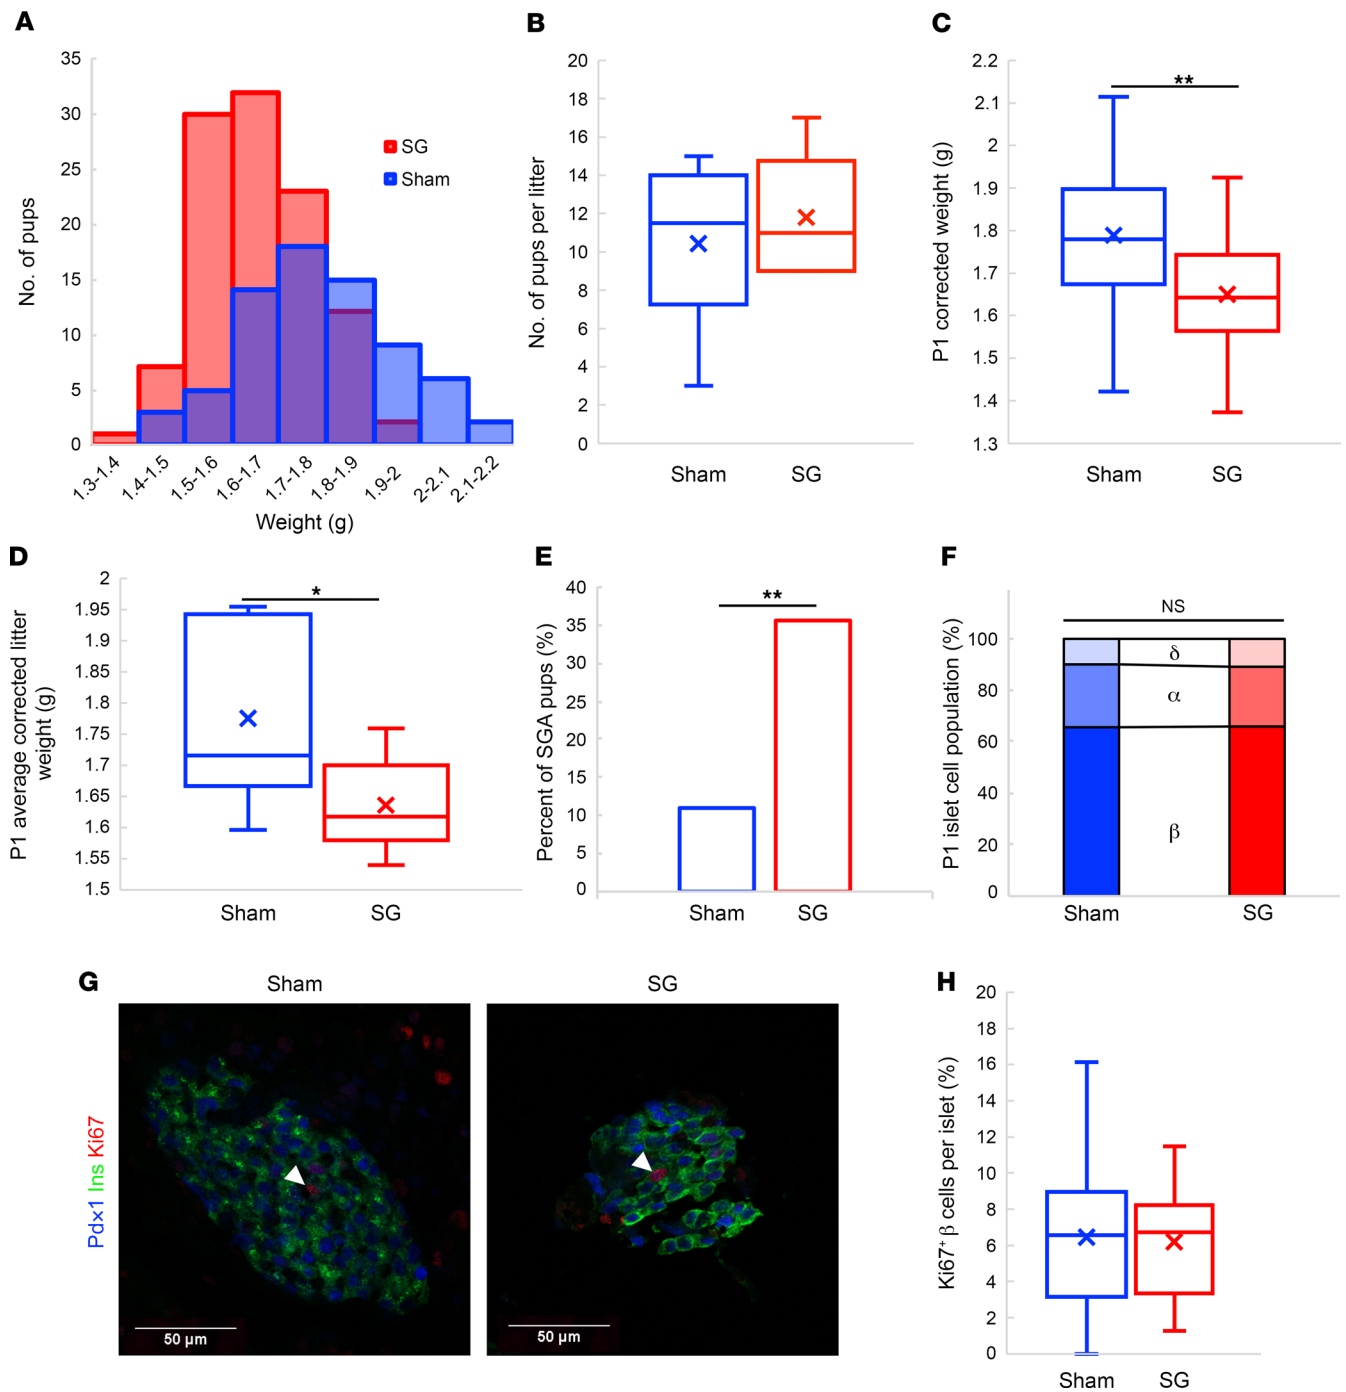 A
35
30
25
20
15
10
5
0
No. of pups
SG
Sham
1.3-1.4
1.4-1.5
1.5-1.6
1.6-1.7
1.7-1.8
1.8-1.9
1.9-2
2-2.1
2.1-2.2
Weight (g)
B
20
18
16
14
12
10
8
6
4
2
0
No. of pups per litter
Sham
SG
C
2.2
2.1
2
1.9
1.8
1.7
1.6
1.5
1.4
1.3
P1 corrected weight (g)
**
Sham
SG
D
2
1.95
1.9
1.85
1.8
1.75
1.7
1.65
1.6
1.55
1.5
P1 average corrected litter
weight (g)
*
Sham
SG
E
40
35
30
25
20
15
10
5
0
Percent of SGA pups (%)
**
Sham
SG
F
100
80
60
40
20
0
P1 islet cell population (%)
NS
δ
α
β
Sham
SG
G
Sham
SG
Pd×1 Ins Ki67
50 µm
50 µm
H
20
18
16
14
12
10
8
6
4
2
0
Ki67⁺ β cells per islet (%)
Sham
SG